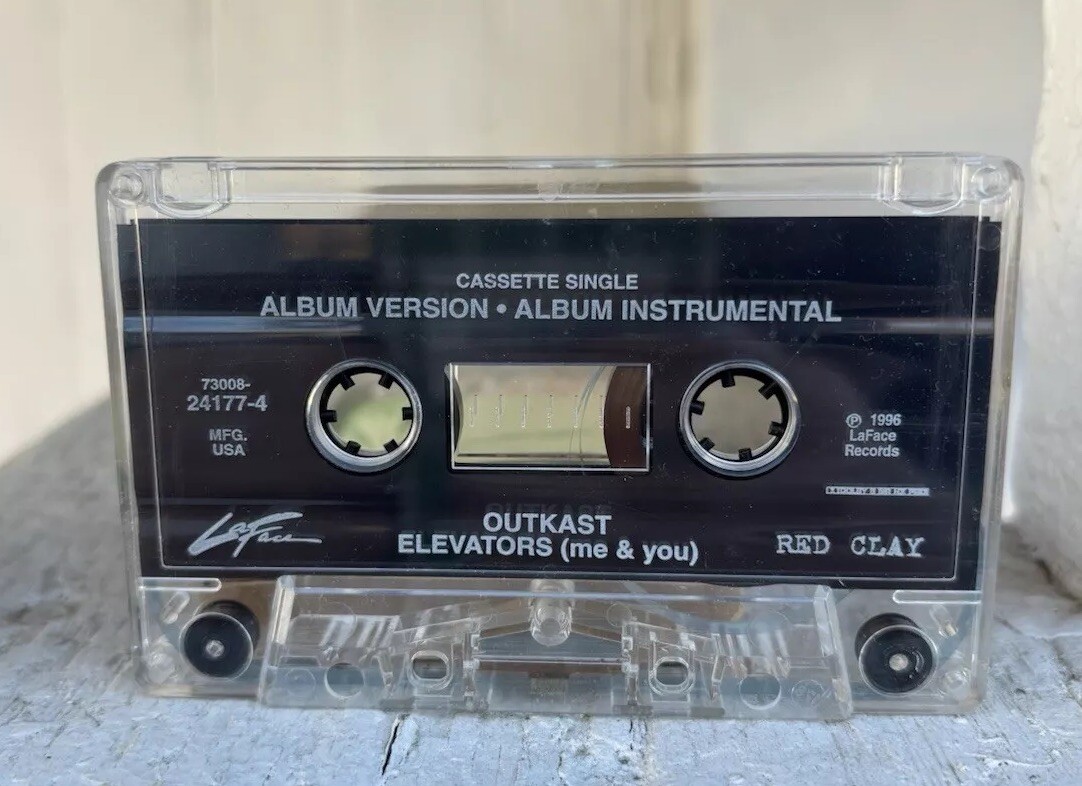 CASSETTE SINGLE
ALBUM VERSION • ALBUM INSTRUMENTAL
73008-
24177-4
MFG.
USA
℗ 1996
LaFace
Records
LaFace
OUTKAST
ELEVATORS (me & you)
RED CLAY